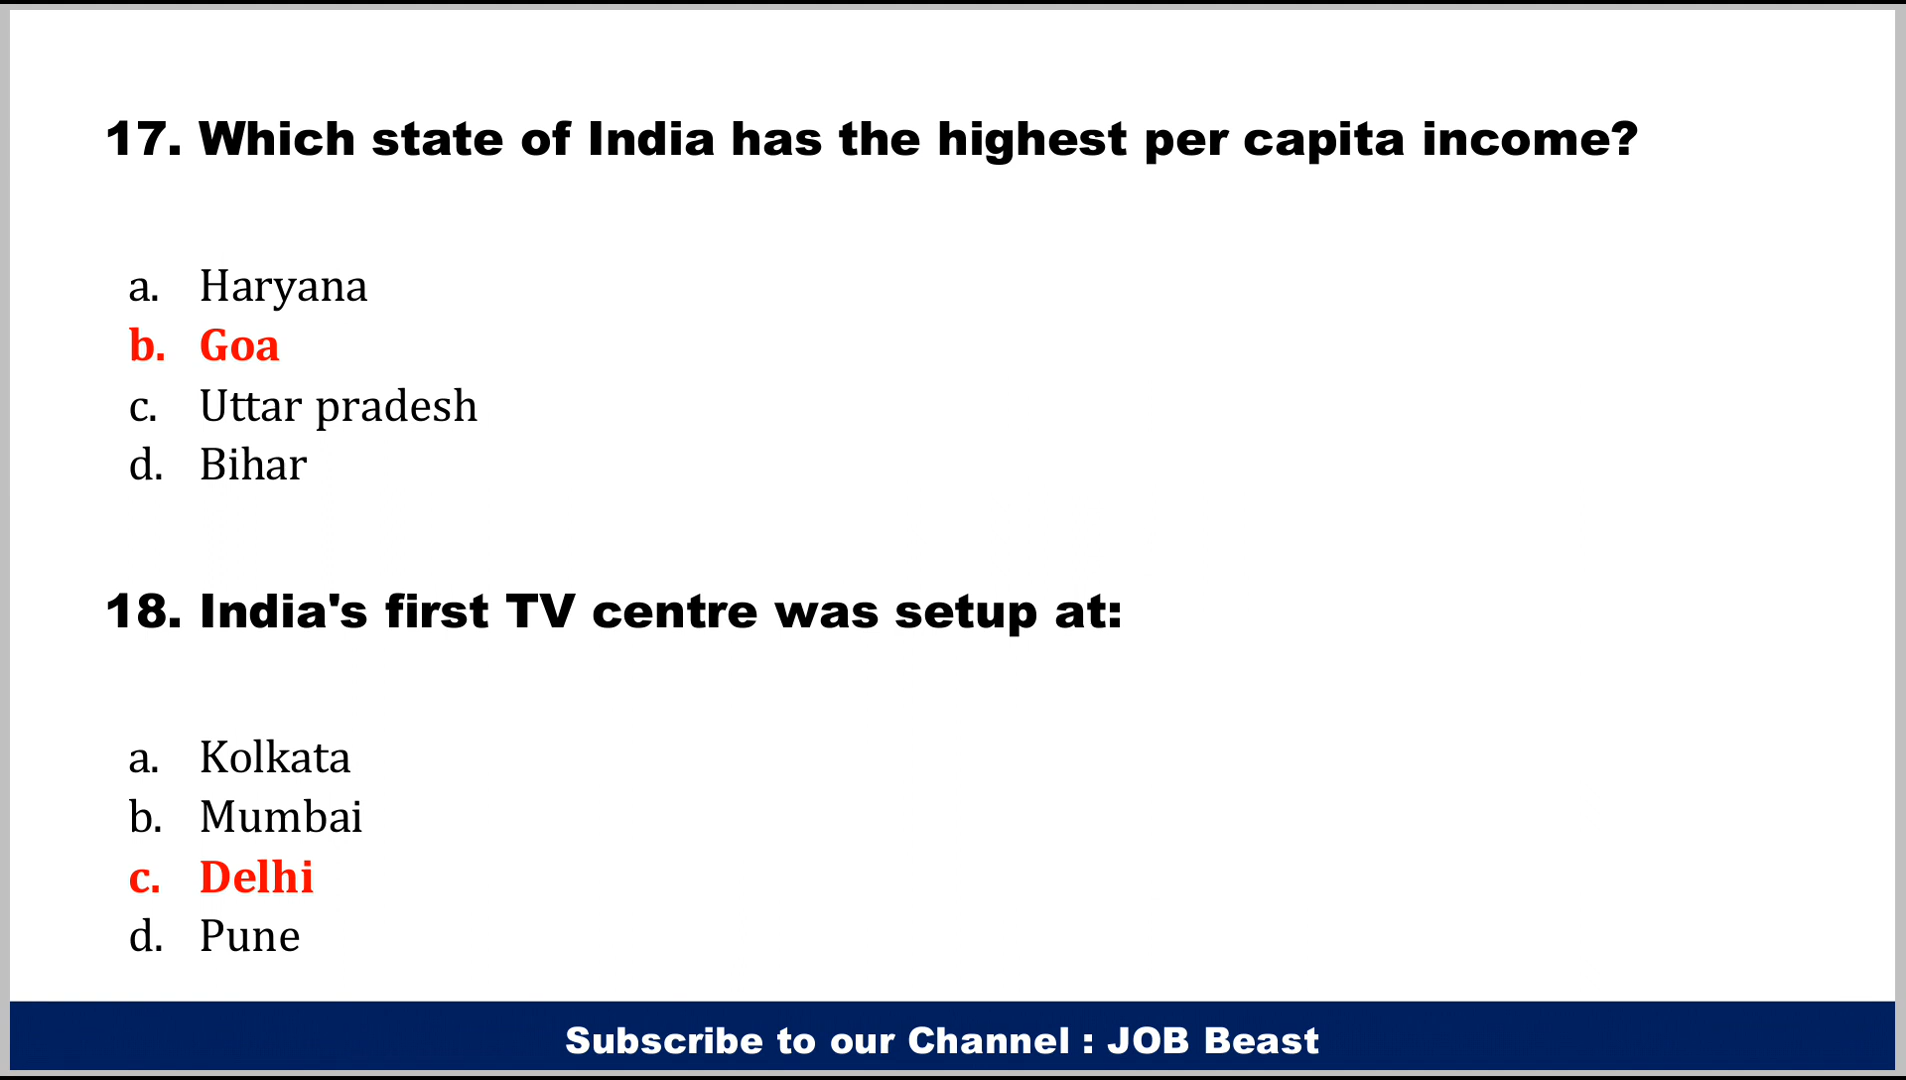 17. Which state of India has the highest per capita income?
a. Haryana
b. Goa
c. Uttar pradesh
d. Bihar
18. India's first TV centre was setup at:
a. Kolkata
b. Mumbai
c. Delhi
d. Pune
Subscribe to our Channel : JOB Beast